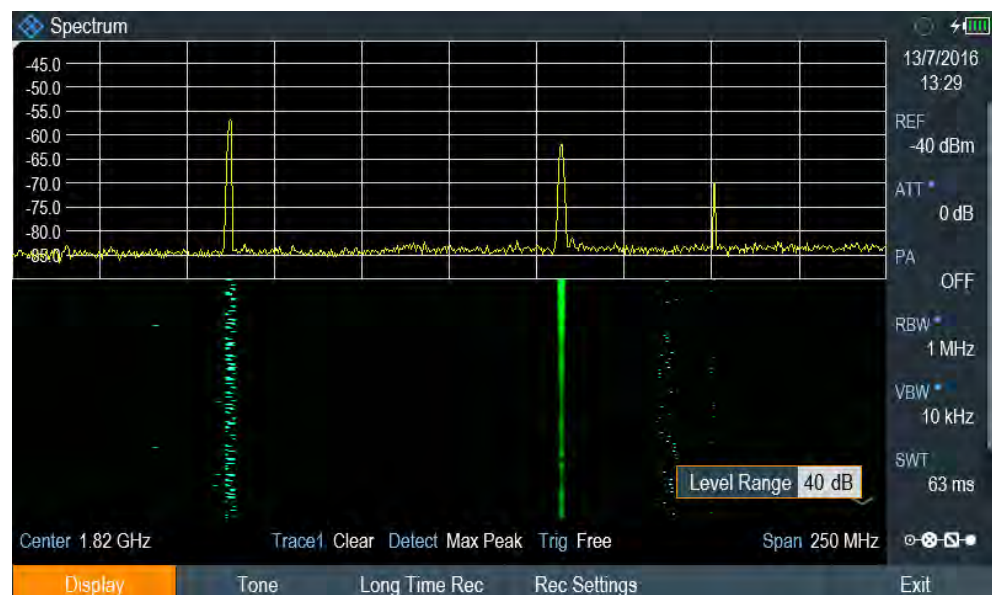 Spectrum
13/7/2016
13:29
-45.0
-50.0
-55.0
-60.0
-65.0
-70.0
-75.0
-80.0
-85.0
REF
-40 dBm
ATT
0 dB
PA
OFF
RBW
1 MHz
VBW
10 kHz
SWT
63 ms
Level Range 40 dB
Center 1.82 GHz Trace1 Clear Detect Max Peak Trig Free Span 250 MHz
Display Tone Long Time Rec Rec Settings Exit